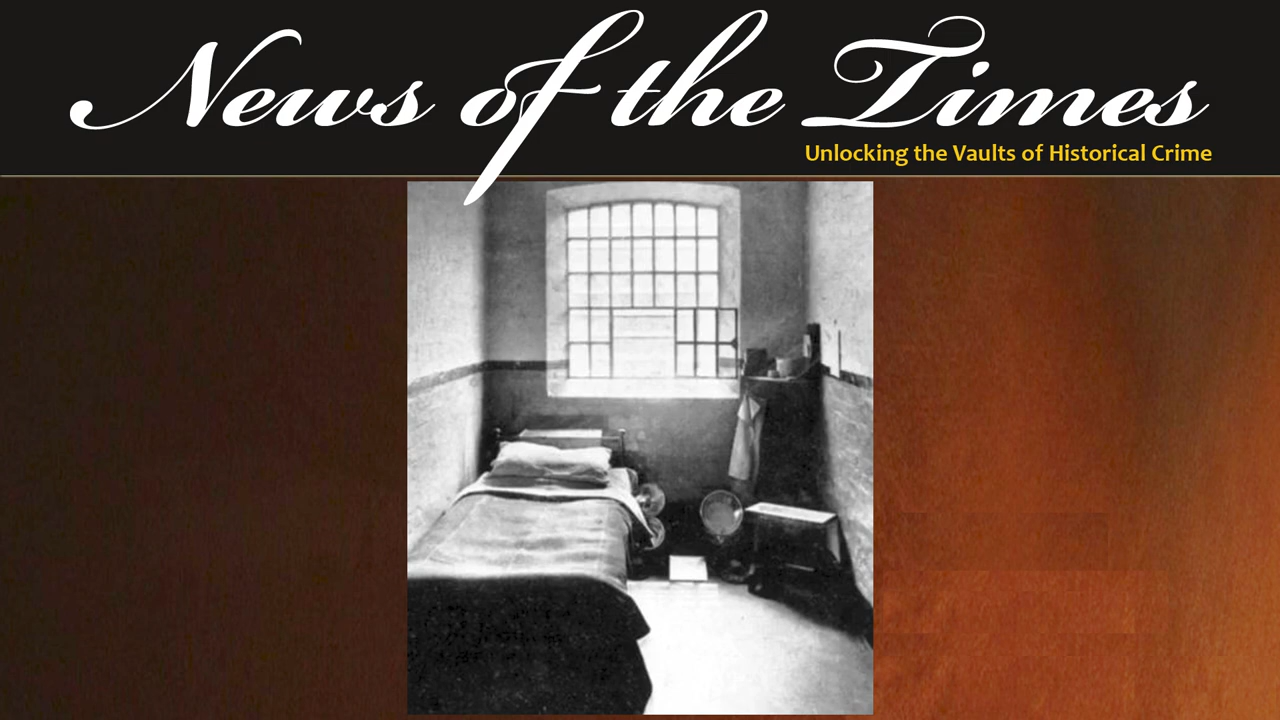 News of the Times
Unlocking the Vaults of Historical Crime